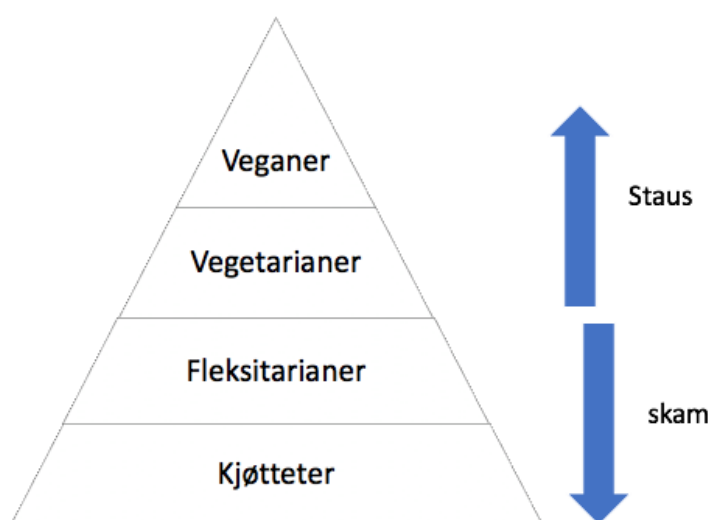 Veganer
Staus
Vegetarianer
Fleksitarianer
skam
Kjøtteter